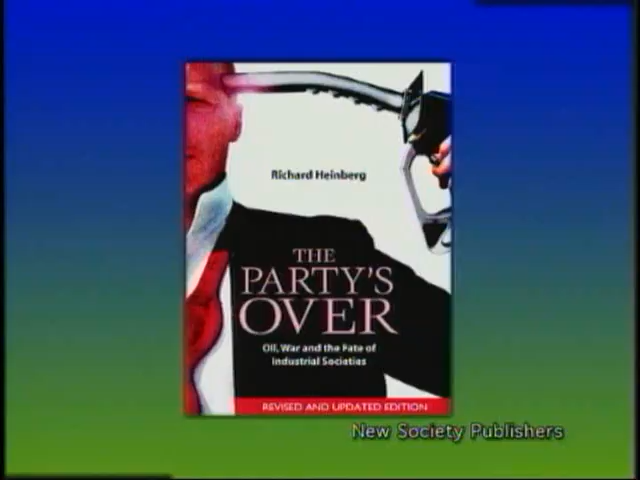 Richard Heinberg
THE
PARTY'S
OVER
Oil, War and the Fate of
Industrial Societies
REVISED AND UPDATED EDITION
New Society Publishers